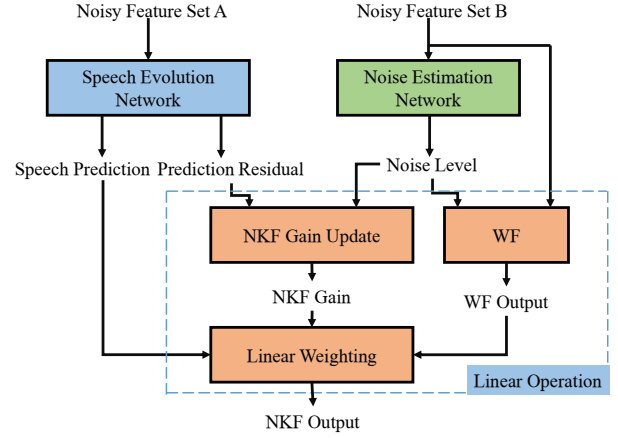 Noisy Feature Set A
Noisy Feature Set B
Speech Evolution
Network
Noise Estimation
Network
Speech Prediction
Prediction Residual
Noise Level
NKF Gain Update
WF
NKF Gain
WF Output
Linear Weighting
Linear Operation
NKF Output